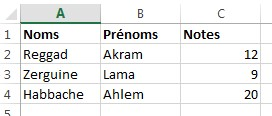 A B C
1 Noms Prénoms Notes
2 Reggad Akram 12
3 Zerguine Lama 9
4 Habbache Ahlem 20
5